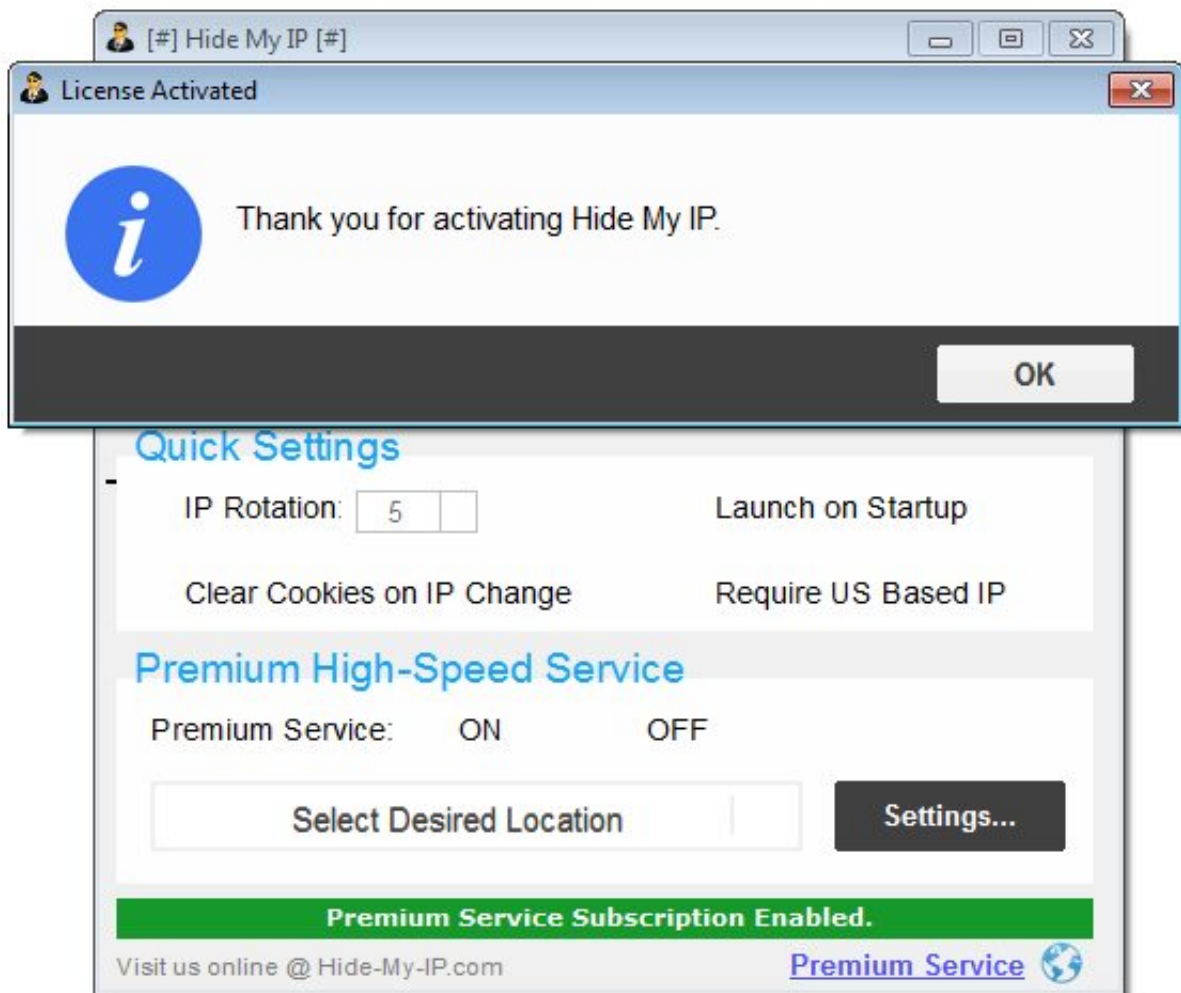 [#] Hide My IP [#]
License Activated
Thank you for activating Hide My IP.
OK
Quick Settings
IP Rotation: 5
Launch on Startup
Clear Cookies on IP Change
Require US Based IP
Premium High-Speed Service
Premium Service: ON OFF
Select Desired Location
Settings...
Premium Service Subscription Enabled.
Visit us online @ Hide-My-IP.com
Premium Service